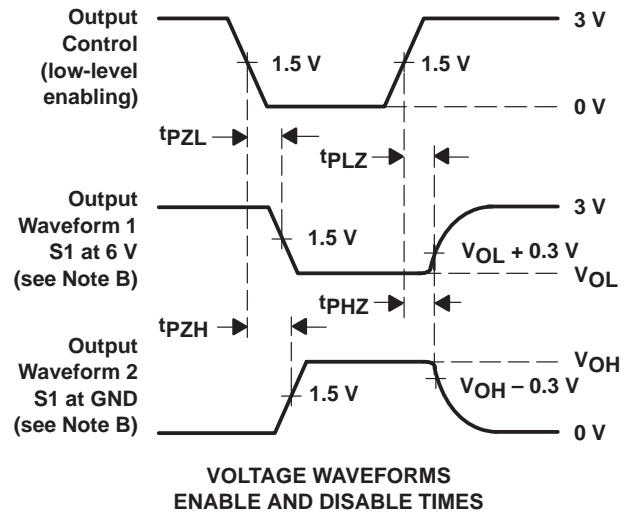 Output
Control
(low-level
enabling)
3 V
1.5 V
1.5 V
0 V
tPZL
tPLZ
Output
Waveform 1
S1 at 6 V
(see Note B)
3 V
1.5 V
VOL + 0.3 V
VOL
tPHZ
tPZH
Output
Waveform 2
S1 at GND
(see Note B)
VOH
1.5 V
VOH − 0.3 V
0 V
VOLTAGE WAVEFORMS
ENABLE AND DISABLE TIMES